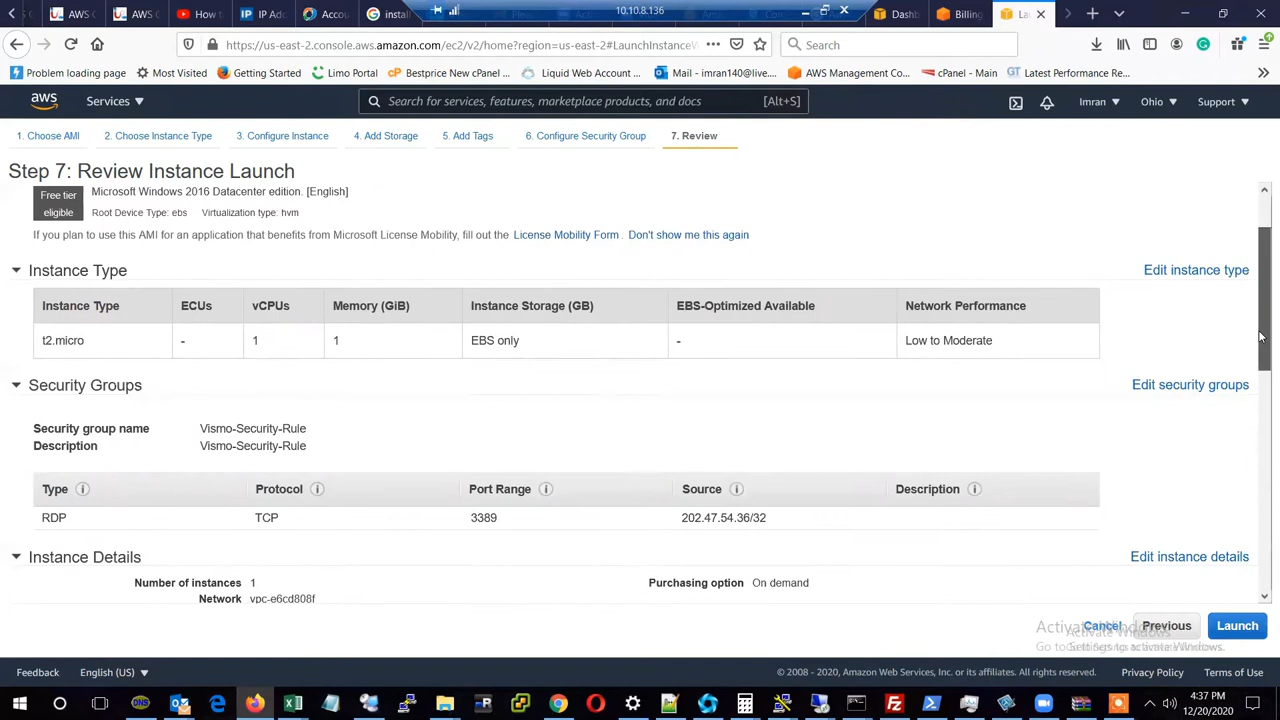 AWS C
AWS C
How t
IP Add
Accou
install
10.10.8.136
Dashb
Billing
La
https://us-east-2.console.aws.amazon.com/ec2/v2/home?region=us-east-2#LaunchInstanceW
Search
Problem loading page
Most Visited
Getting Started
Limo Portal
Bestprice New cPanel ...
Liquid Web Account ...
Mail - imran140@live....
AWS Management Co...
cPanel - Main
GT Latest Performance Re...
aws
Services
Search for services, features, marketplace products, and docs
[Alt+S]
Imran
Ohio
Support
1. Choose AMI
2. Choose Instance Type
3. Configure Instance
4. Add Storage
5. Add Tags
6. Configure Security Group
7. Review
Step 7: Review Instance Launch
Free tier eligible
Microsoft Windows 2016 Datacenter edition. [English]
Root Device Type: ebs Virtualization type: hvm
If you plan to use this AMI for an application that benefits from Microsoft License Mobility, fill out the License Mobility Form . Don't show me this again
Instance Type
Edit instance type
Instance Type ECUs vCPUs Memory (GiB) Instance Storage (GB) EBS-Optimized Available Network Performance
t2.micro - 1 1 EBS only - Low to Moderate
Security Groups
Edit security groups
Security group name Vismo-Security-Rule
Description Vismo-Security-Rule
Type Protocol Port Range Source Description
RDP TCP 3389 202.47.54.36/32
Instance Details
Edit instance details
Number of instances 1 Purchasing option On demand
Network vpc-e6cd808f
Cancel
Previous
Launch
Activate Windows
Go to Settings to activate Windows.
Feedback
English (US)
© 2008 - 2020, Amazon Web Services, Inc. or its affiliates. All rights reserved.
Privacy Policy
Terms of Use
4:37 PM
12/20/2020